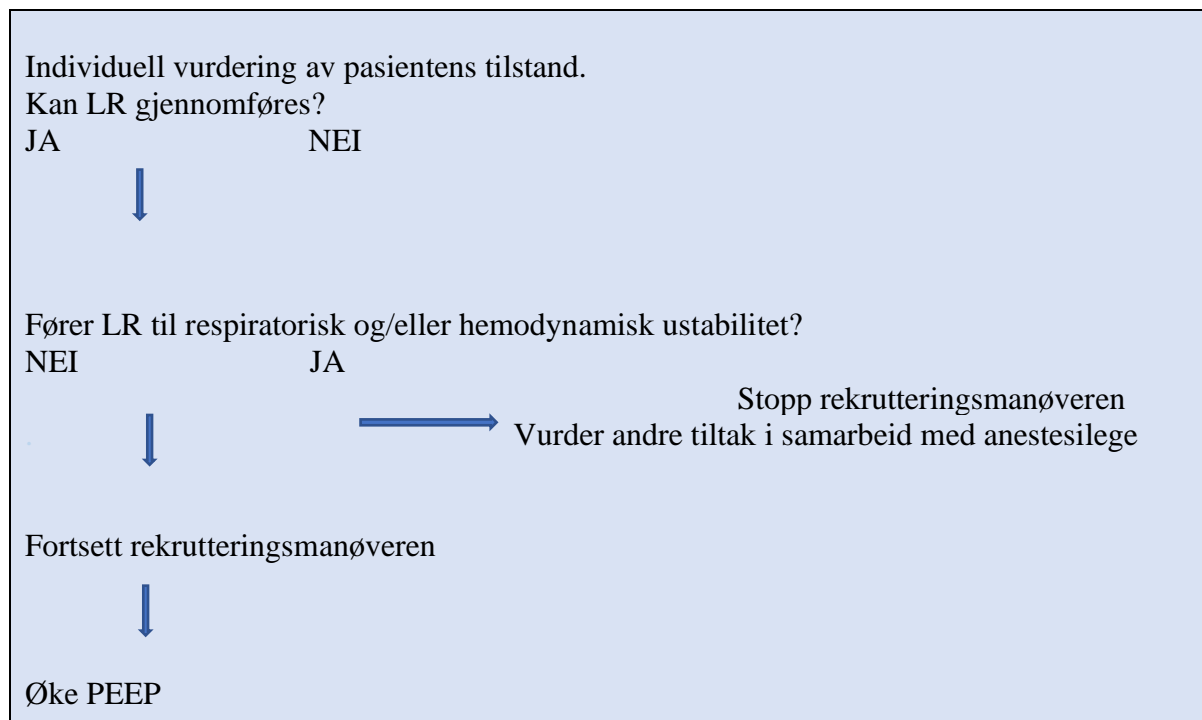 Individuell vurdering av pasientens tilstand.
Kan LR gjennomføres?
JA NEI
Fører LR til respiratorisk og/eller hemodynamisk ustabilitet?
NEI JA
Stopp rekrutteringsmanøveren
Vurder andre tiltak i samarbeid med anestesilege
Fortsett rekrutteringsmanøveren
Øke PEEP